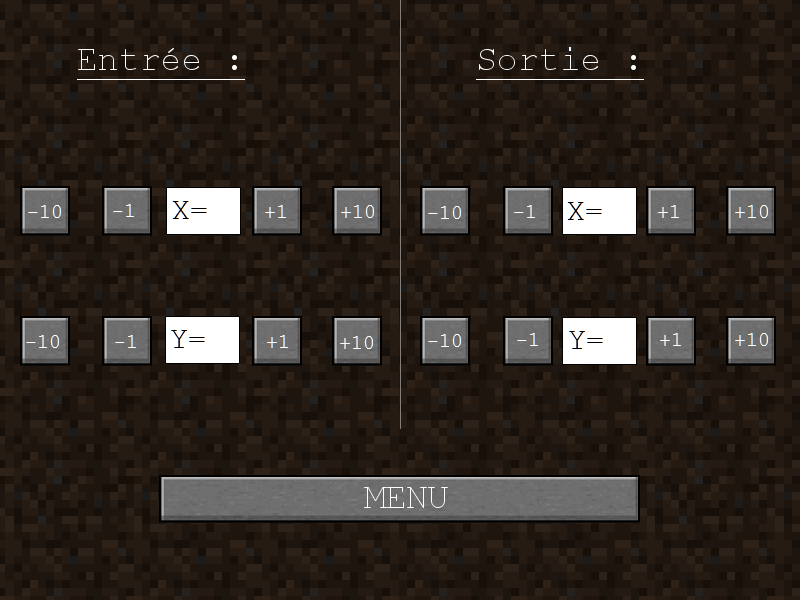 Entrée :
Sortie :
-10 -1 X= +1 +10
-10 -1 X= +1 +10
-10 -1 Y= +1 +10
-10 -1 Y= +1 +10
MENU